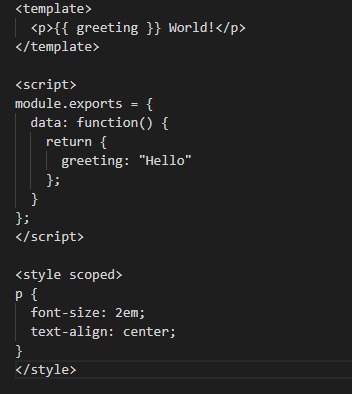 <template>
  <p>{{ greeting }} World!</p>
</template>

<script>
module.exports = {
  data: function() {
    return {
      greeting: "Hello"
    };
  }
};
</script>

<style scoped>
p {
  font-size: 2em;
  text-align: center;
}
</style>